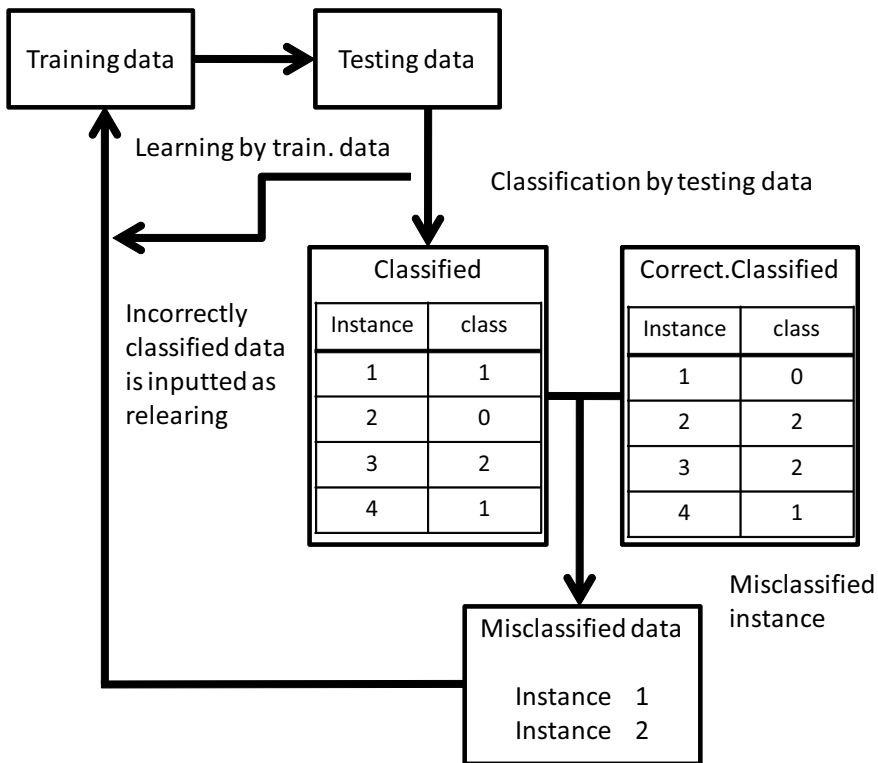 Training data
Testing data
Learning by train. data
Classification by testing data
Classified
Instance class
1 1
2 0
3 2
4 1
Correct.Classified
Instance class
1 0
2 2
3 2
4 1
Incorrectly
classified data
is inputted as
relearing
Misclassified
instance
Misclassified data
Instance 1
Instance 2